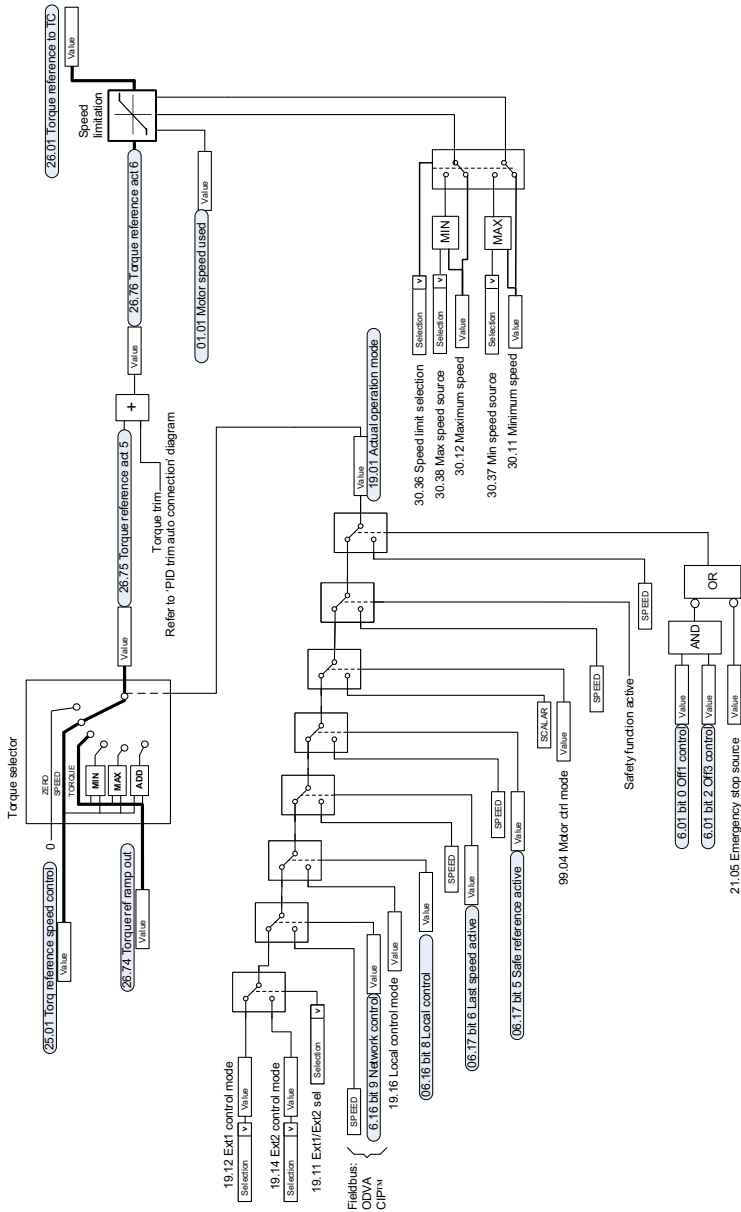 Torque selector
25.01 Torq reference speed control
Value
0
ZERO
SPEED
TORQUE
MIN
MAX
ADD
26.74 Torque ref ramp out
Value
Value
26.75 Torque reference act 5
+
Torque trim
Refer to 'PID trim auto connection' diagram
Value
26.76 Torque reference act 6
Speed
limitation
Value
26.01 Torque reference to TC
01.01 Motor speed used
Value
19.12 Ext1 control mode
Selection
v
Value
19.14 Ext2 control mode
Selection
v
Value
19.11 Ext1/Ext2 sel
Selection
v
Fieldbus:
ODVA
CIP™
SPEED
6.16 bit 9 Network control
Value
19.16 Local control mode
Value
06.16 bit 8 Local control
Value
SPEED
06.17 bit 6 Last speed active
Value
SPEED
06.17 bit 5 Safe reference active
Value
SCALAR
99.04 Motor ctrl mode
Value
SPEED
Safety function active
SPEED
6.01 bit 0 Off1 control
Value
6.01 bit 2 Off3 control
Value
AND
21.05 Emergency stop source
Value
OR
Value
19.01 Actual operation mode
30.36 Speed limit selection
Selection
v
30.38 Max speed source
Selection
v
MIN
30.12 Maximum speed
Value
30.37 Min speed source
Selection
v
MAX
30.11 Minimum speed
Value